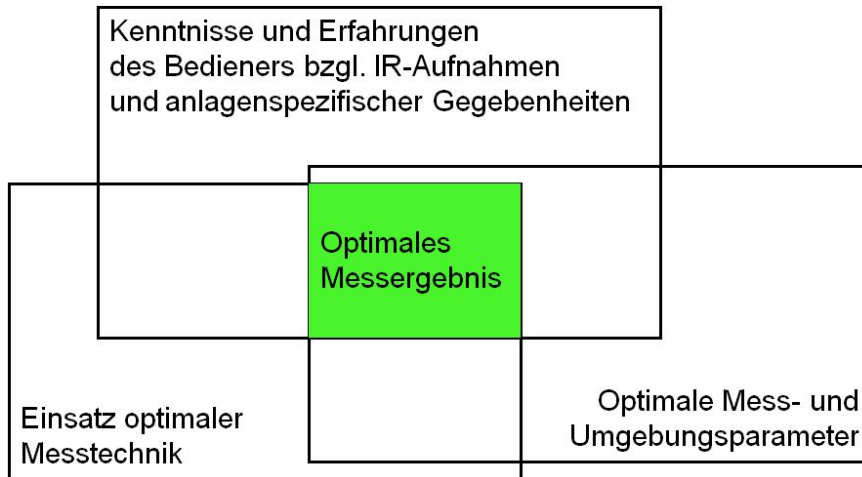 Kenntnisse und Erfahrungen
des Bedieners bzgl. IR-Aufnahmen
und anlagenspezifischer Gegebenheiten
Optimales
Messergebnis
Einsatz optimaler
Messtechnik
Optimale Mess- und
Umgebungsparameter